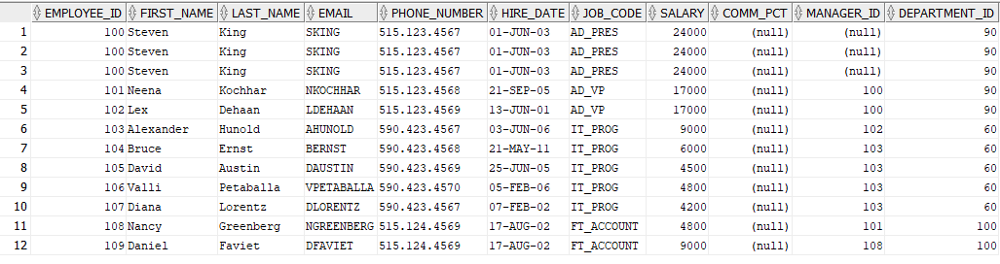 EMPLOYEE_ID FIRST_NAME LAST_NAME EMAIL PHONE_NUMBER HIRE_DATE JOB_CODE SALARY COMM_PCT MANAGER_ID DEPARTMENT_ID
1 100 Steven King SKING 515.123.4567 01-JUN-03 AD_PRES 24000 (null) (null) 90
2 100 Steven King SKING 515.123.4567 01-JUN-03 AD_PRES 24000 (null) (null) 90
3 100 Steven King SKING 515.123.4567 01-JUN-03 AD_PRES 24000 (null) (null) 90
4 101 Neena Kochhar NKOCHHAR 515.123.4568 21-SEP-05 AD_VP 17000 (null) 100 90
5 102 Lex Dehaan LDEHAAN 515.123.4569 13-JUN-01 AD_VP 17000 (null) 100 90
6 103 Alexander Hunold AHUNOLD 590.423.4567 03-JUN-06 IT_PROG 9000 (null) 102 60
7 104 Bruce Ernst BERNST 590.423.4568 21-MAY-11 IT_PROG 6000 (null) 103 60
8 105 David Austin DAUSTIN 590.423.4569 25-JUN-05 IT_PROG 4500 (null) 103 60
9 106 Valli Petaballa VPETABALLA 590.423.4570 05-FEB-06 IT_PROG 4800 (null) 103 60
10 107 Diana Lorentz DLORENTZ 590.423.4567 07-FEB-02 IT_PROG 4200 (null) 103 60
11 108 Nancy Greenberg NGREENBERG 515.124.4569 17-AUG-02 FT_ACCOUNT 4800 (null) 101 100
12 109 Daniel Faviet DFAVIET 515.124.4569 17-AUG-02 FT_ACCOUNT 9000 (null) 108 100